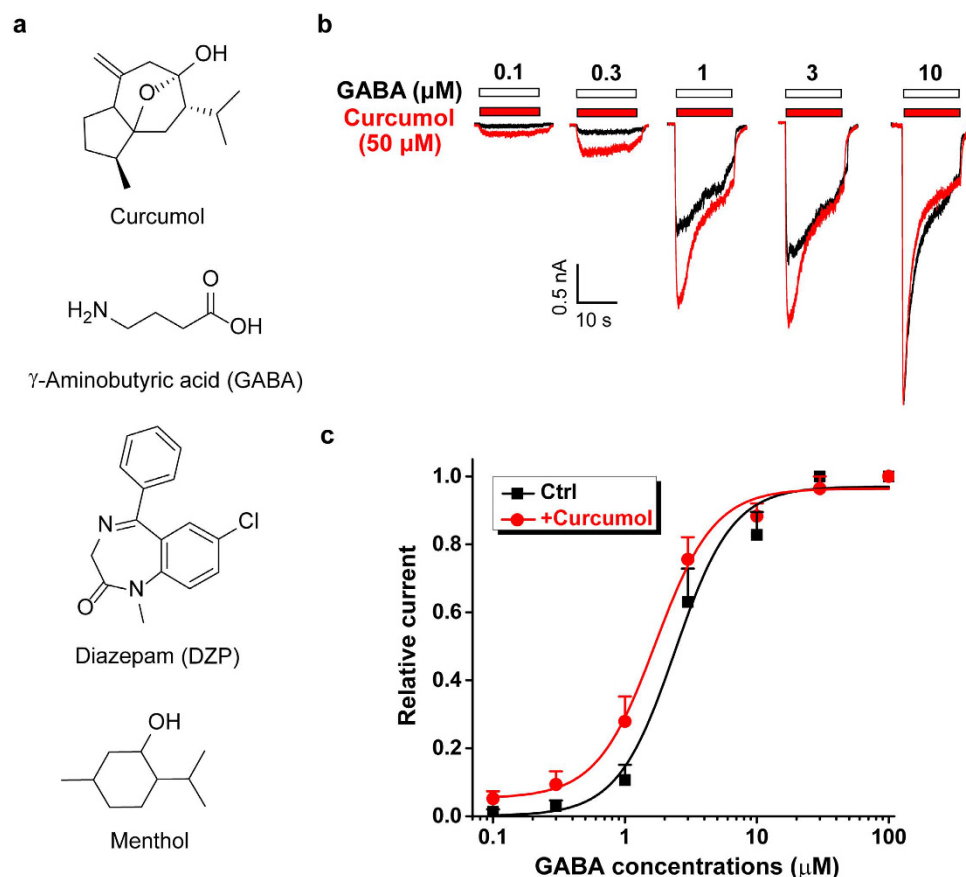 a
OH
O
Curcumol
O
H₂N
OH
γ-Aminobutyric acid (GABA)
N
Cl
O
N
Diazepam (DZP)
OH
Menthol
b
0.1 0.3 1 3 10
GABA (μM)
Curcumol
(50 μM)
0.5 nA
10 s
c
Ctrl
+Curcumol
1.0
0.8
0.6
0.4
0.2
0.0
Relative current
0.1 1 10 100
GABA concentrations (μM)